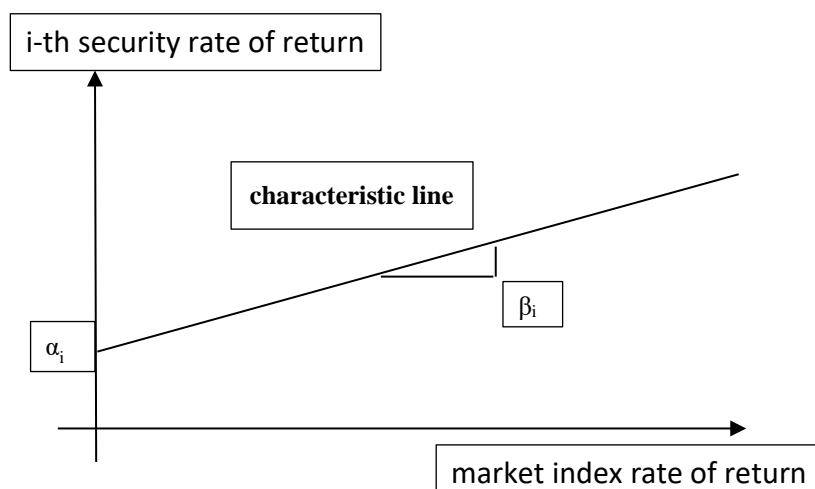 i-th security rate of return
characteristic line
βi
αi
market index rate of return